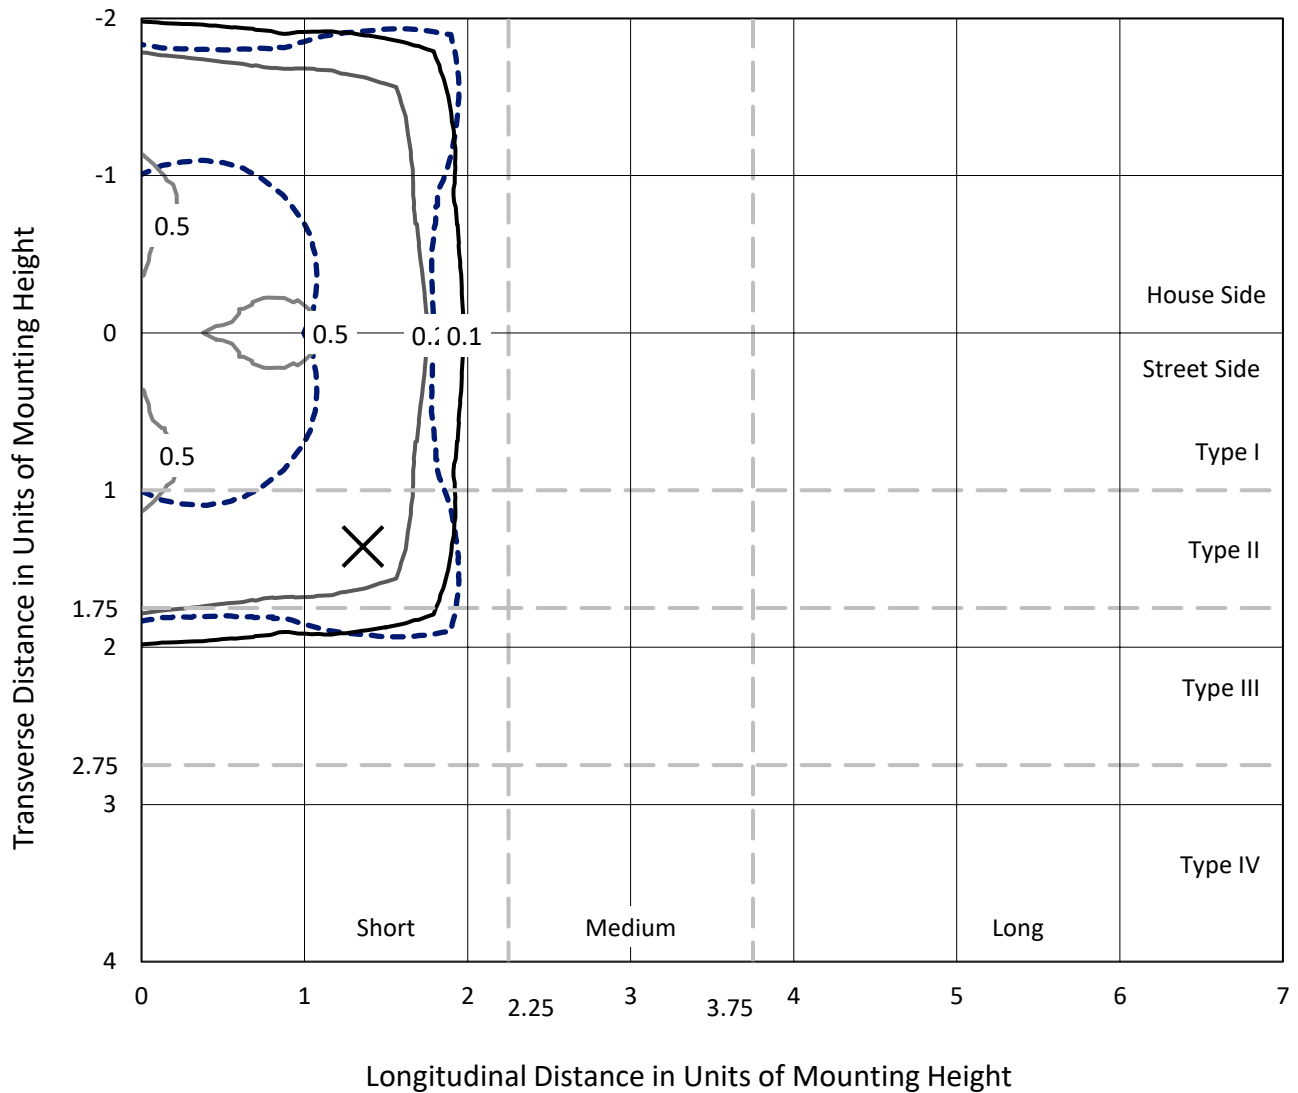 -2
-1
0
1
1.75
2
2.75
3
4
Transverse Distance in Units of Mounting Height
0.5
0.5
0.1
0.5
House Side
Street Side
Type I
Type II
Type III
Type IV
Short
Medium
Long
0
1
2
2.25
3
3.75
4
5
6
7
Longitudinal Distance in Units of Mounting Height